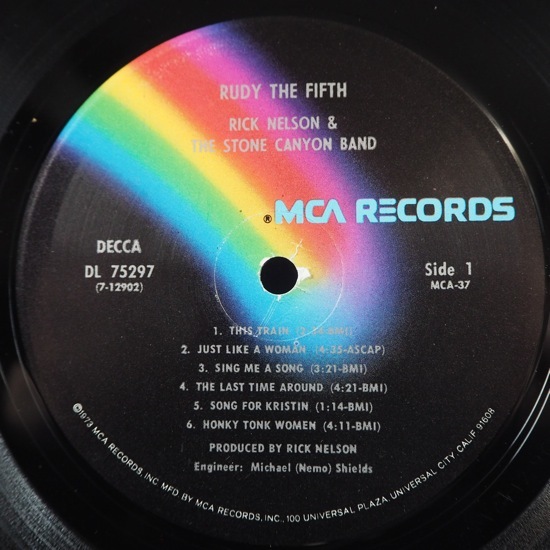 RUDY THE FIFTH
RICK NELSON &
THE STONE CANYON BAND
® MCA RECORDS
DECCA
DL 75297
(7-12902)
Side 1
MCA-37
1. THIS TRAIN
2. JUST LIKE A WOMAN (4:35-ASCAP)
3. SING ME A SONG (3:21-BMI)
4. THE LAST TIME AROUND (4:21-BMI)
5. SONG FOR KRISTIN (1:14-BMI)
6. HONKY TONK WOMEN (4:11-BMI)
PRODUCED BY RICK NELSON
Engineer: Michael (Nemo) Shields
©1973 MCA RECORDS, INC. MFD BY MCA RECORDS, INC., 100 UNIVERSAL PLAZA, UNIVERSAL CITY, CALIF. 91608